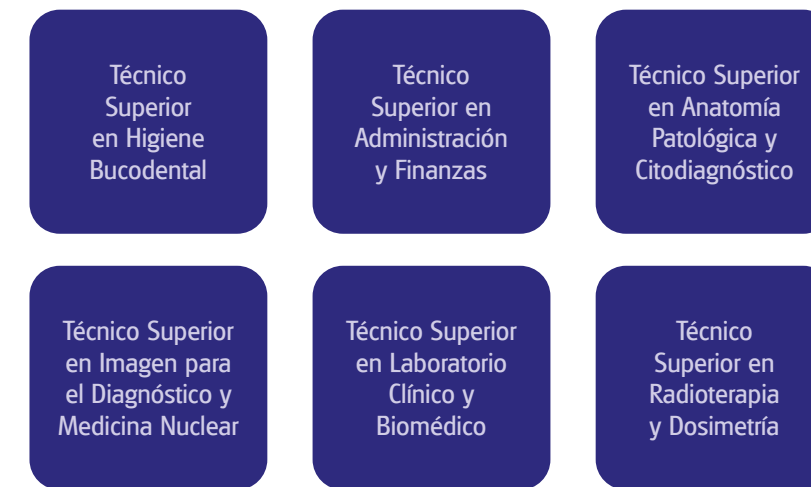 Técnico
Superior
en Higiene
Bucodental
Técnico
Superior en
Administración
y Finanzas
Técnico Superior
en Anatomía
Patológica y
Citodiagnóstico
Técnico Superior
en Imagen para
el Diagnóstico y
Medicina Nuclear
Técnico Superior
en Laboratorio
Clínico y
Biomédico
Técnico
Superior en
Radioterapia
y Dosimetría